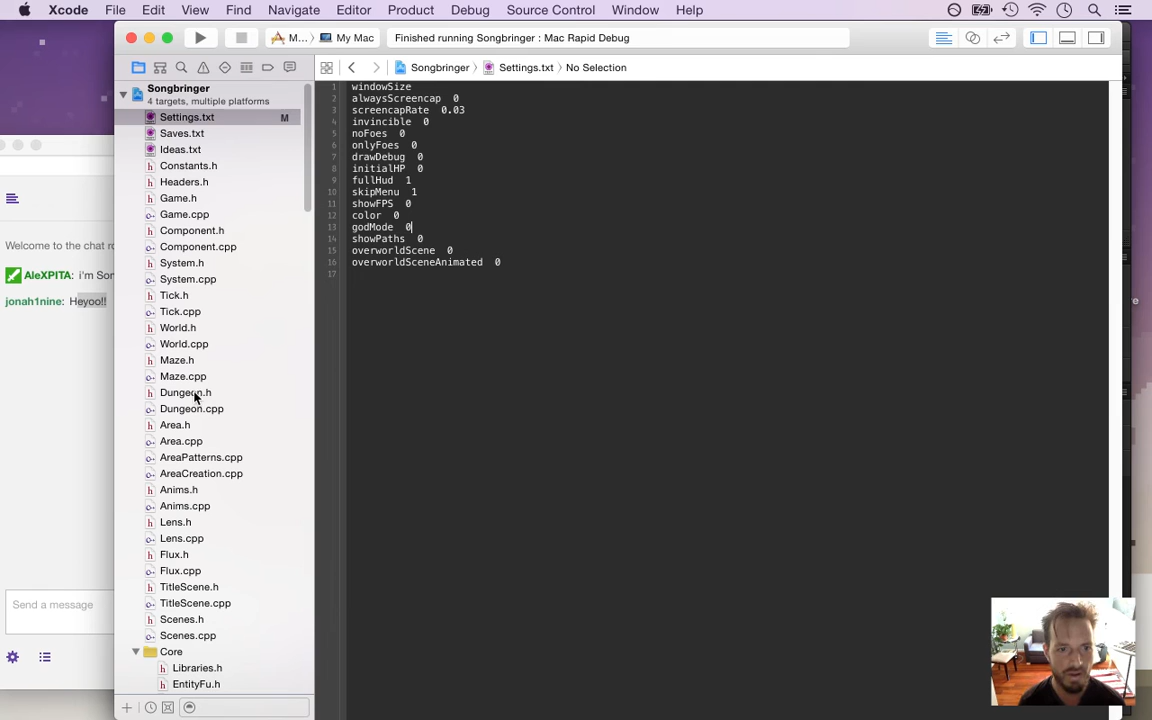 Xcode File Edit View Find Navigate Editor Product Debug Source Control Window Help
M... My Mac
Finished running Songbringer : Mac Rapid Debug
Songbringer Settings.txt No Selection
Songbringer
4 targets, multiple platforms
Settings.txt M
Saves.txt
Ideas.txt
Constants.h
Headers.h
Game.h
Game.cpp
Component.h
Component.cpp
System.h
System.cpp
Tick.h
Tick.cpp
World.h
World.cpp
Maze.h
Maze.cpp
Dungeon.h
Dungeon.cpp
Area.h
Area.cpp
AreaPatterns.cpp
AreaCreation.cpp
Anims.h
Anims.cpp
Lens.h
Lens.cpp
Flux.h
Flux.cpp
TitleScene.h
TitleScene.cpp
Scenes.h
Scenes.cpp
Core
Libraries.h
EntityFu.h
1 windowSize
2 alwaysScreencap 0
3 screencapRate 0.03
4 invincible 0
5 noFoes 0
6 onlyFoes 0
7 drawDebug 0
8 initialHP 0
9 fullHud 1
10 skipMenu 1
11 showFPS 0
12 color 0
13 godMode 0
14 showPaths 0
15 overworldScene 0
16 overworldSceneAnimated 0
17
Welcome to the chat ro
AleXPITA: i'm Son
jonah1nine: Heyoo!!
Send a message
re